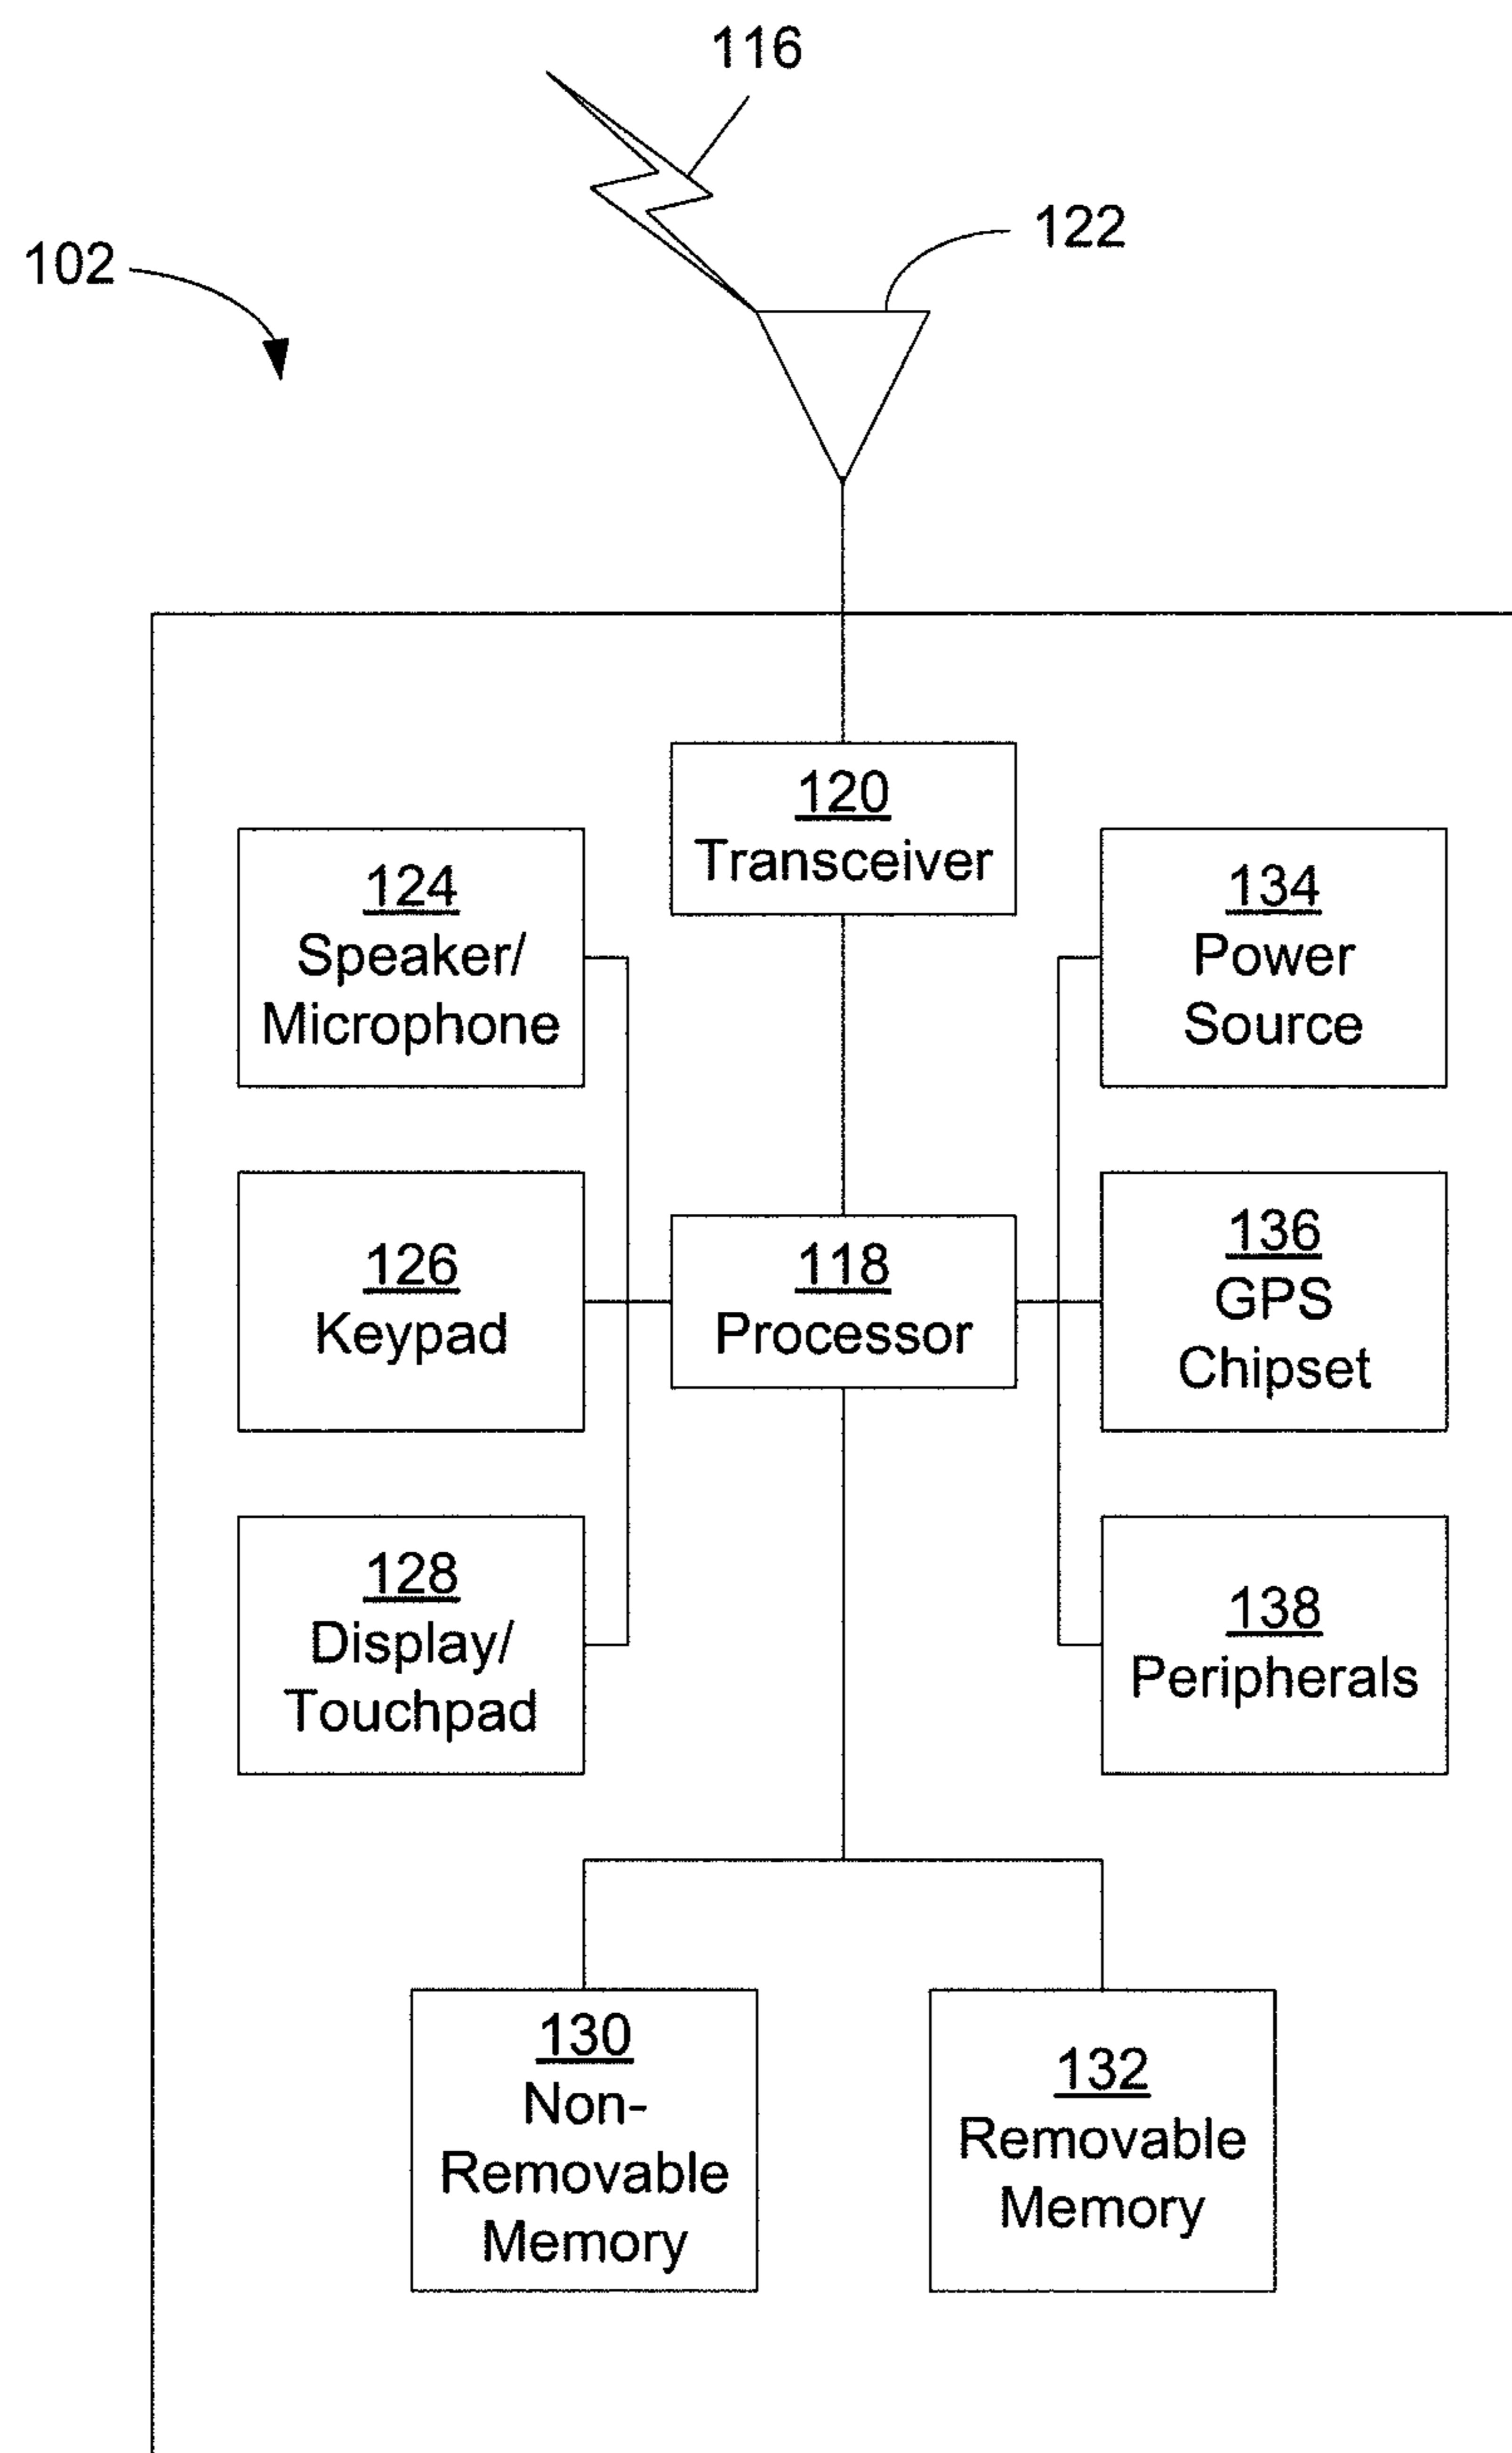 116
122
102
120
Transceiver
124
Speaker/
Microphone
134
Power
Source
126
Keypad
118
Processor
136
GPS
Chipset
128
Display/
Touchpad
138
Peripherals
130
Non-
Removable
Memory
132
Removable
Memory